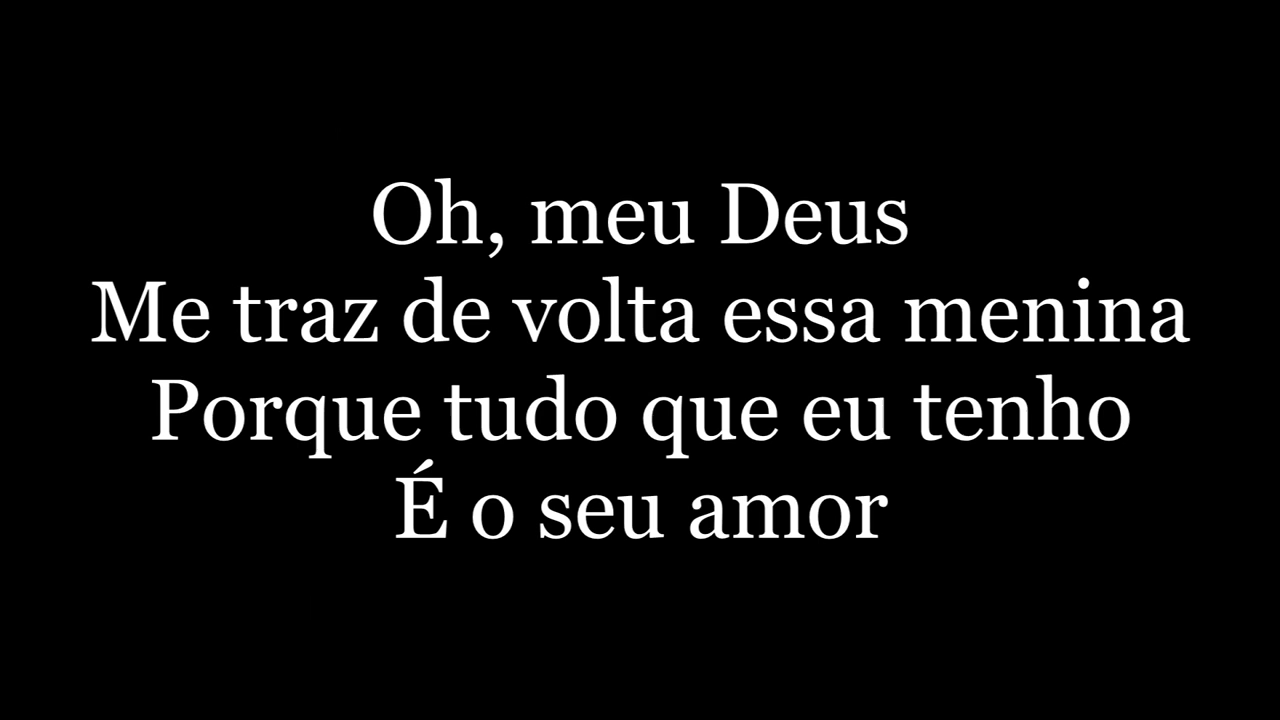 Oh, meu Deus
Me traz de volta essa menina
Porque tudo que eu tenho
É o seu amor